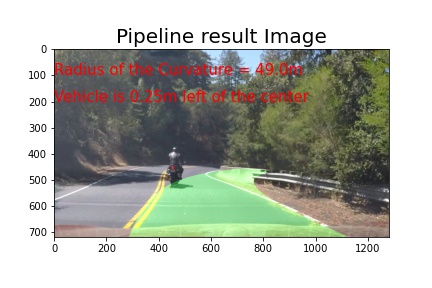 Pipeline result Image
0
Radius of the Curvature = 49.0m
100
Vehicle is 0.25m left of the center
200
300
400
500
600
700
0 200 400 600 800 1000 1200